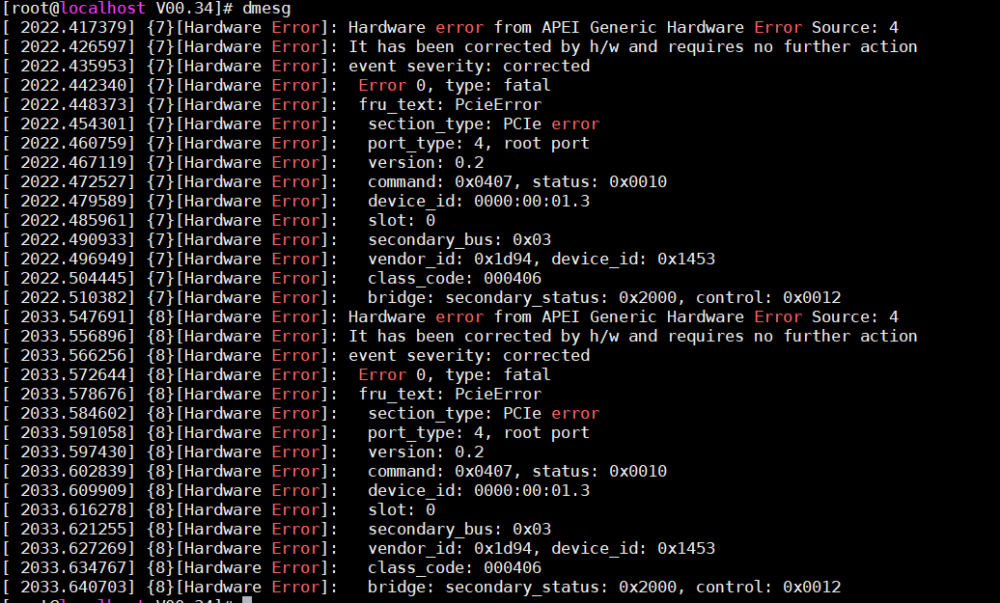 [root@localhost V00.34]# dmesg
[ 2022.417379] {7}[Hardware Error]: Hardware error from APEI Generic Hardware Error Source: 4
[ 2022.426597] {7}[Hardware Error]: It has been corrected by h/w and requires no further action
[ 2022.435953] {7}[Hardware Error]: event severity: corrected
[ 2022.442340] {7}[Hardware Error]:  Error 0, type: fatal
[ 2022.448373] {7}[Hardware Error]:  fru_text: PcieError
[ 2022.454301] {7}[Hardware Error]:   section_type: PCIe error
[ 2022.460759] {7}[Hardware Error]:   port_type: 4, root port
[ 2022.467119] {7}[Hardware Error]:   version: 0.2
[ 2022.472527] {7}[Hardware Error]:   command: 0x0407, status: 0x0010
[ 2022.479589] {7}[Hardware Error]:   device_id: 0000:00:01.3
[ 2022.485961] {7}[Hardware Error]:   slot: 0
[ 2022.490933] {7}[Hardware Error]:   secondary_bus: 0x03
[ 2022.496949] {7}[Hardware Error]:   vendor_id: 0x1d94, device_id: 0x1453
[ 2022.504445] {7}[Hardware Error]:   class_code: 000406
[ 2022.510382] {7}[Hardware Error]:   bridge: secondary_status: 0x2000, control: 0x0012
[ 2033.547691] {8}[Hardware Error]: Hardware error from APEI Generic Hardware Error Source: 4
[ 2033.556896] {8}[Hardware Error]: It has been corrected by h/w and requires no further action
[ 2033.566256] {8}[Hardware Error]: event severity: corrected
[ 2033.572644] {8}[Hardware Error]:  Error 0, type: fatal
[ 2033.578676] {8}[Hardware Error]:  fru_text: PcieError
[ 2033.584602] {8}[Hardware Error]:   section_type: PCIe error
[ 2033.591058] {8}[Hardware Error]:   port_type: 4, root port
[ 2033.597430] {8}[Hardware Error]:   version: 0.2
[ 2033.602839] {8}[Hardware Error]:   command: 0x0407, status: 0x0010
[ 2033.609909] {8}[Hardware Error]:   device_id: 0000:00:01.3
[ 2033.616278] {8}[Hardware Error]:   slot: 0
[ 2033.621255] {8}[Hardware Error]:   secondary_bus: 0x03
[ 2033.627269] {8}[Hardware Error]:   vendor_id: 0x1d94, device_id: 0x1453
[ 2033.634767] {8}[Hardware Error]:   class_code: 000406
[ 2033.640703] {8}[Hardware Error]:   bridge: secondary_status: 0x2000, control: 0x0012
[root@localhost V00.34]#